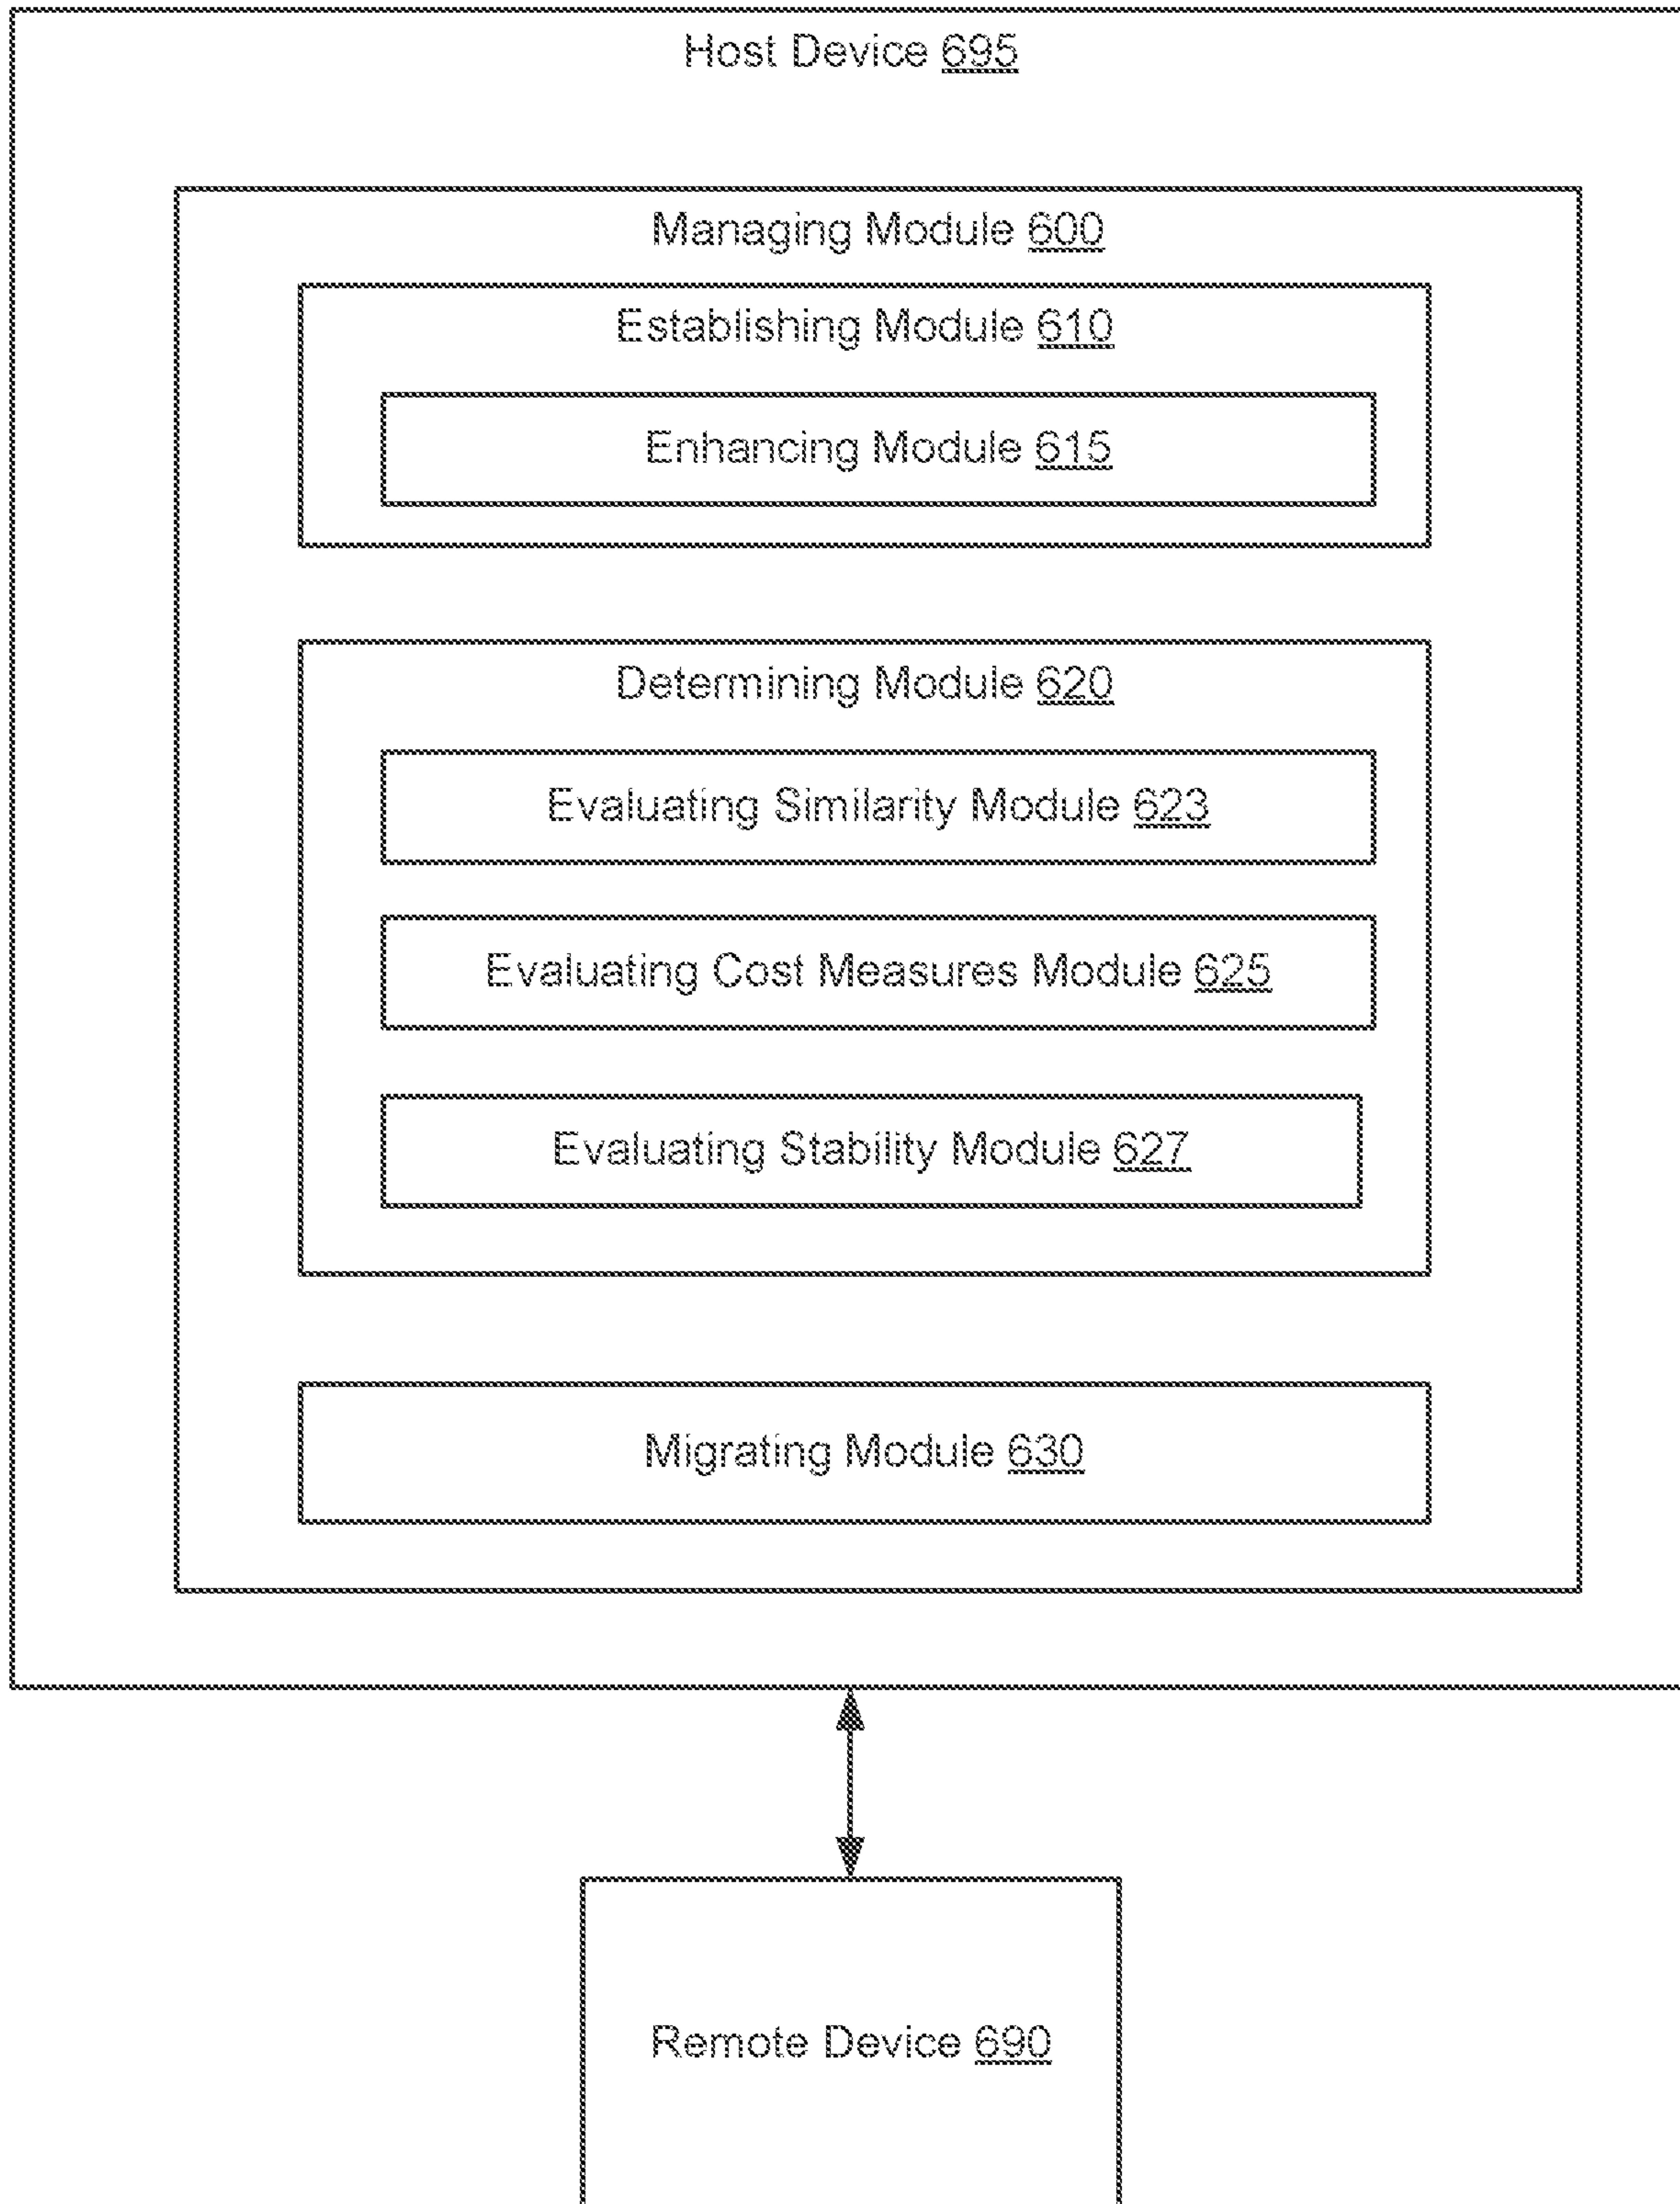 Host Device 695
Managing Module 600
Establishing Module 610
Enhancing Module 615
Determining Module 620
Evaluating Similarity Module 623
Evaluating Cost Measures Module 625
Evaluating Stability Module 627
Migrating Module 630
Remote Device 690